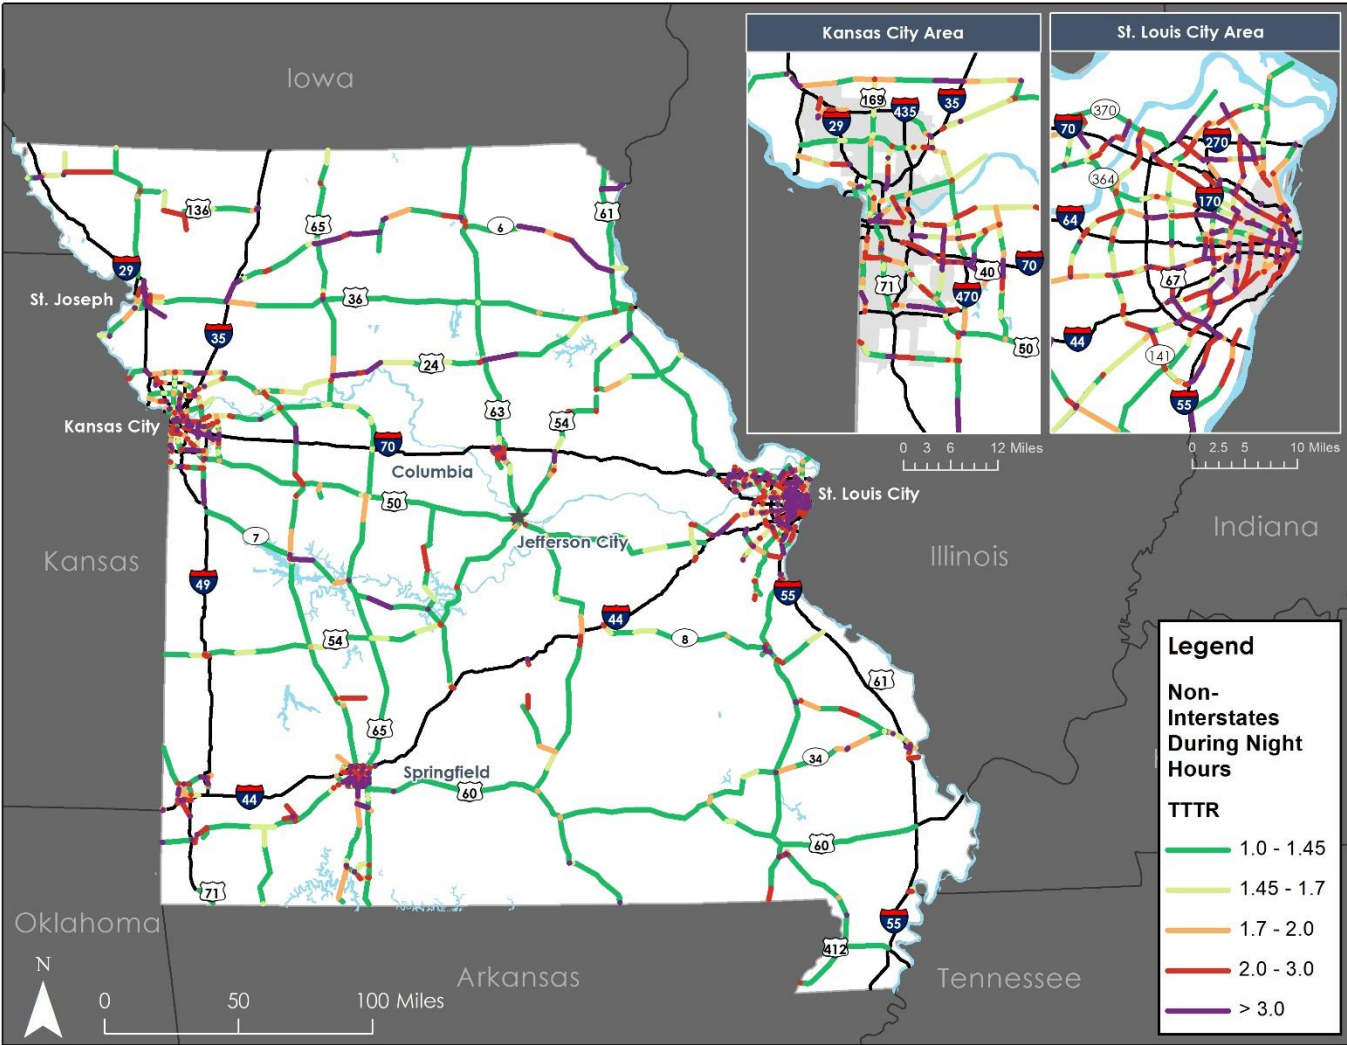 Kansas City Area
St. Louis City Area
Iowa
169
435
35
29
370
70
270
364
170
64
136
65
6
61
29
St. Joseph
36
35
24
63
54
Kansas City
70
Columbia
50
71
40
70
470
50
67
44
141
55
0 3 6 12 Miles
0 2.5 5 10 Miles
St. Louis City
Jefferson City
7
Kansas
49
Illinois
Indiana
55
44
8
54
61
65
34
Springfield
44
60
60
71
Oklahoma
55
412
Arkansas
Tennessee
N
0 50 100 Miles
Legend
Non-
Interstates
During Night
Hours
TTTR
1.0 - 1.45
1.45 - 1.7
1.7 - 2.0
2.0 - 3.0
> 3.0